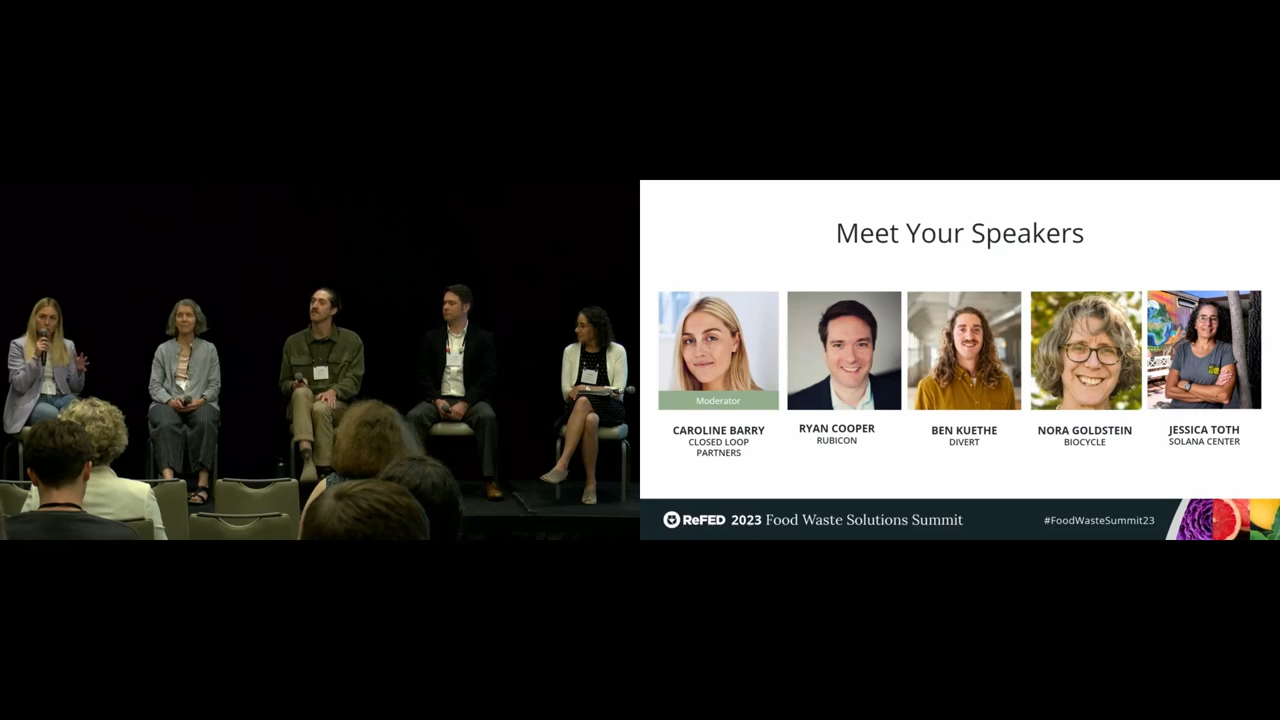 Meet Your Speakers
Moderator
CAROLINE BARRY
CLOSED LOOP
PARTNERS
RYAN COOPER
RUBICON
BEN KUETHE
DIVERT
NORA GOLDSTEIN
BIOCYCLE
JESSICA TOTH
SOLANA CENTER
ReFED 2023 Food Waste Solutions Summit
#FoodWasteSummit23